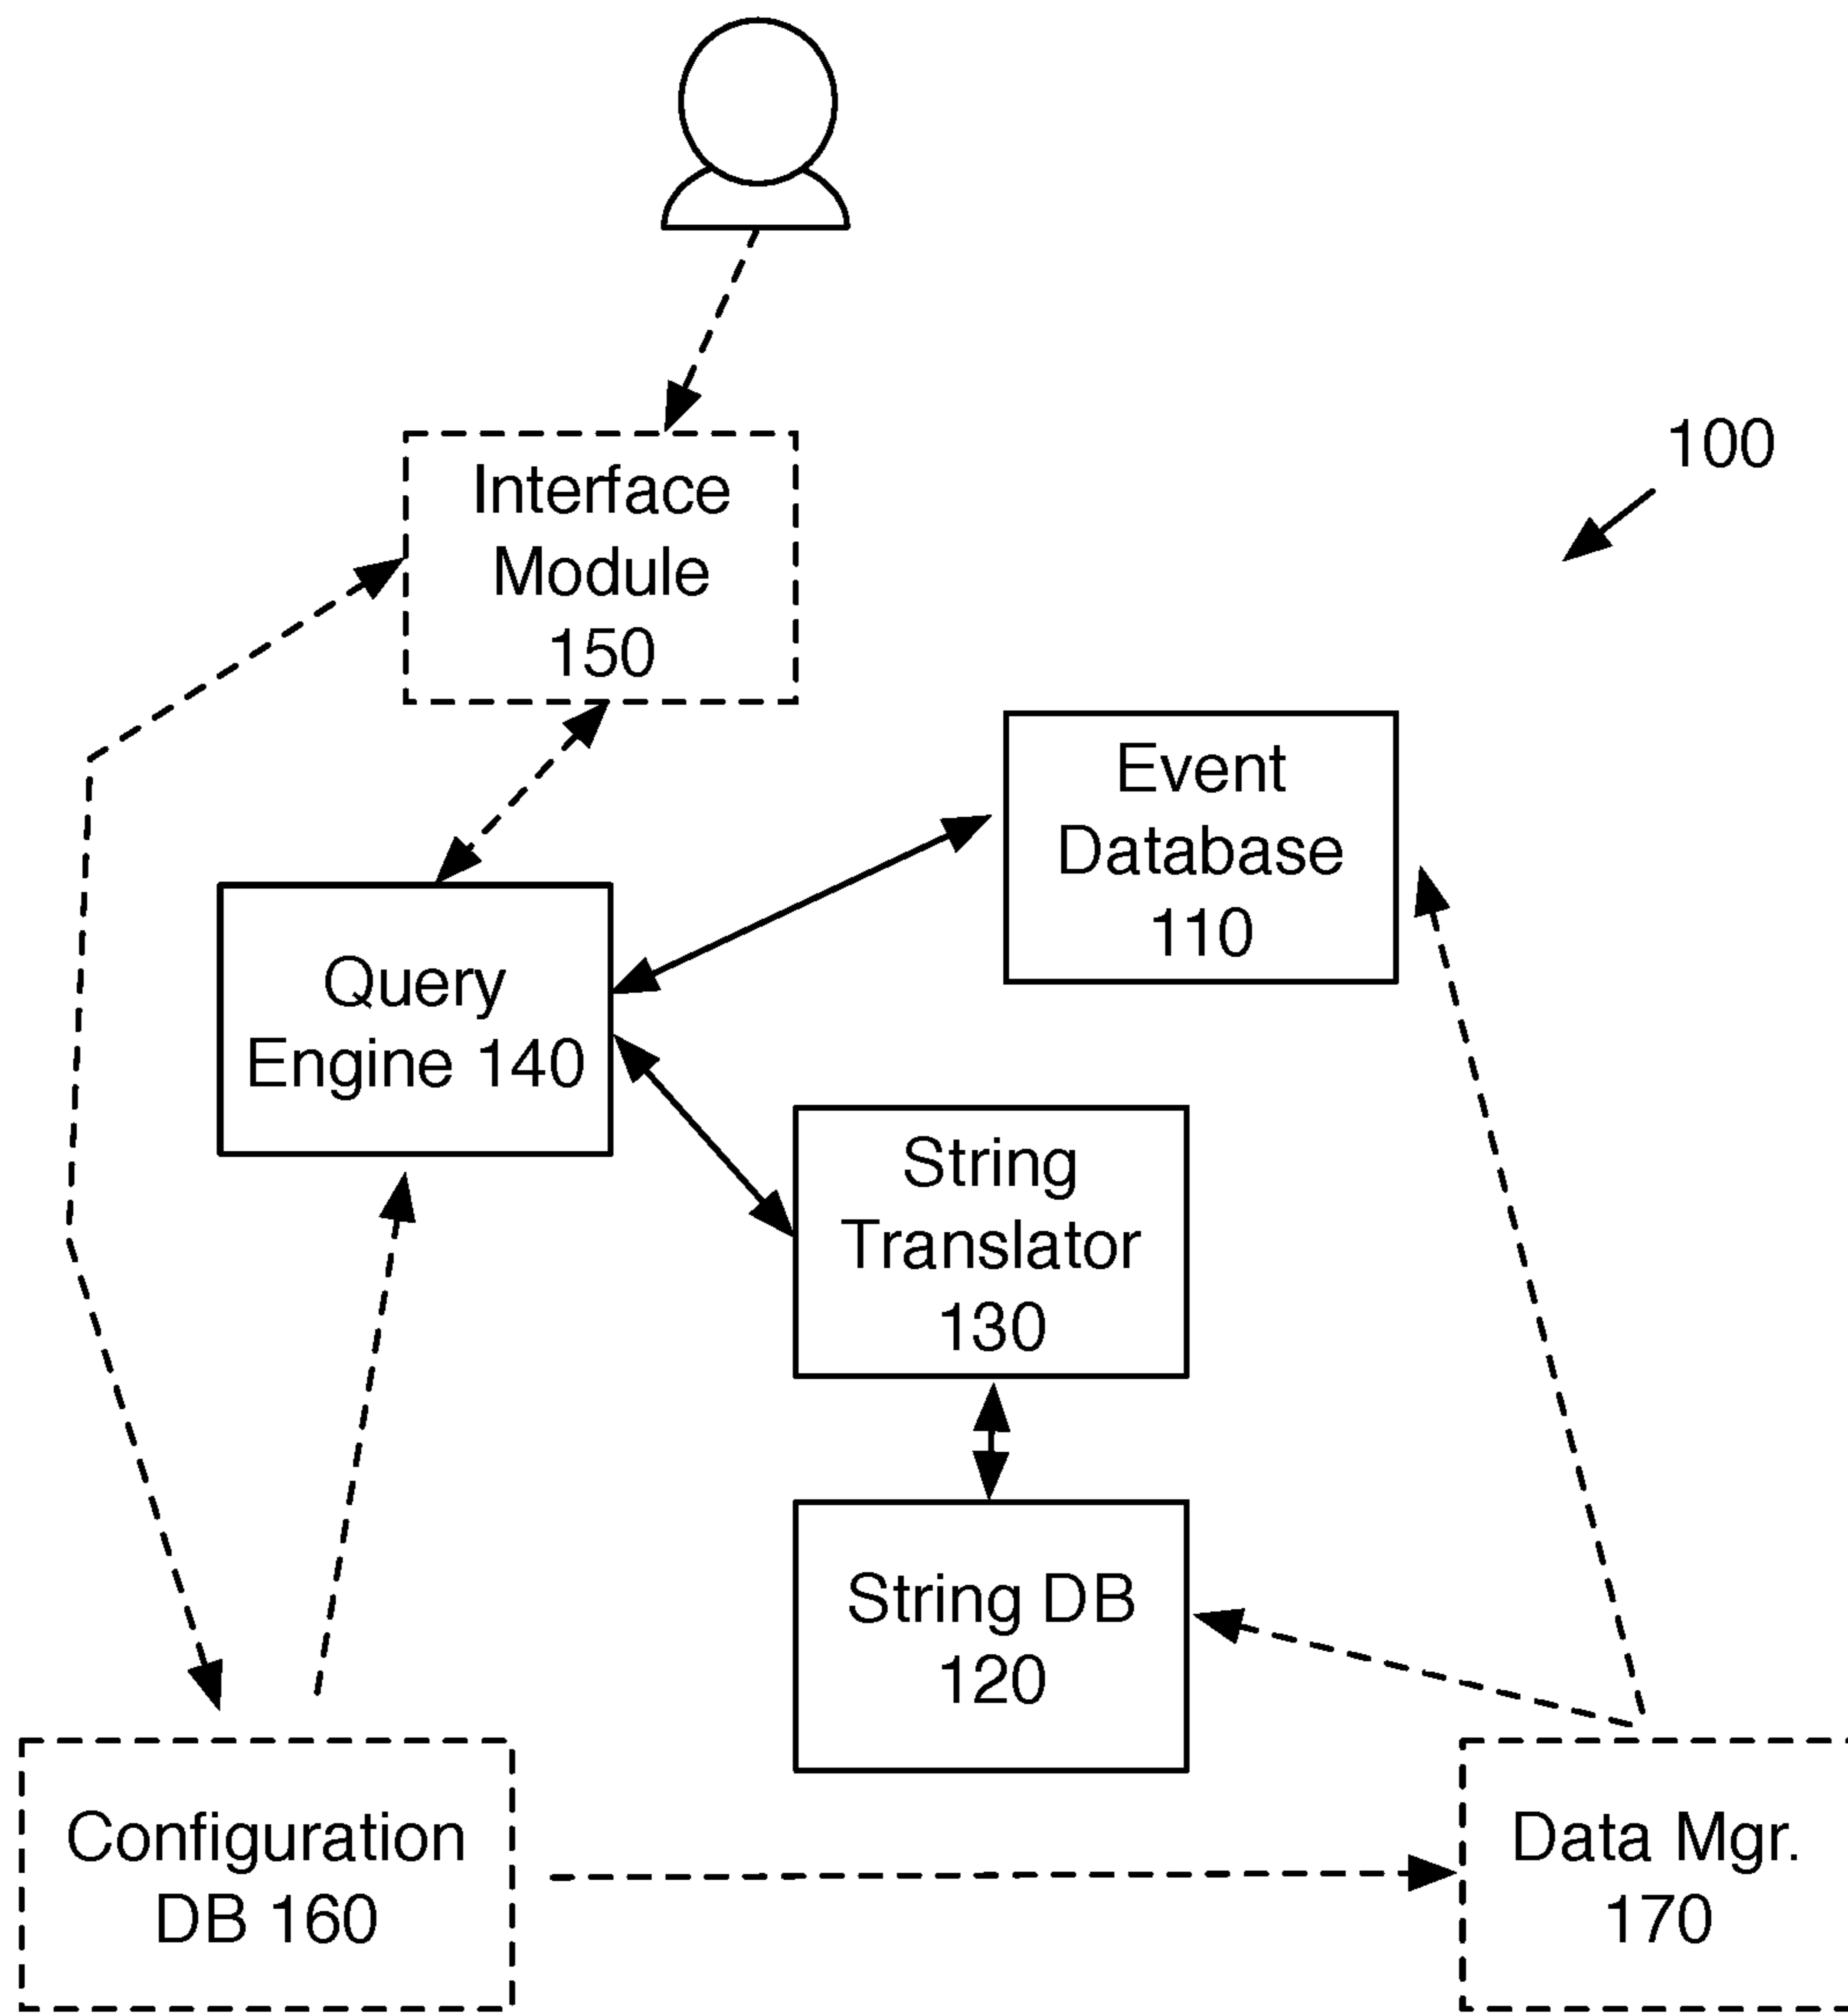 100
Interface
Module
150
Event
Database
110
Query
Engine 140
String
Translator
130
String DB
120
Configuration
DB 160
Data Mgr.
170